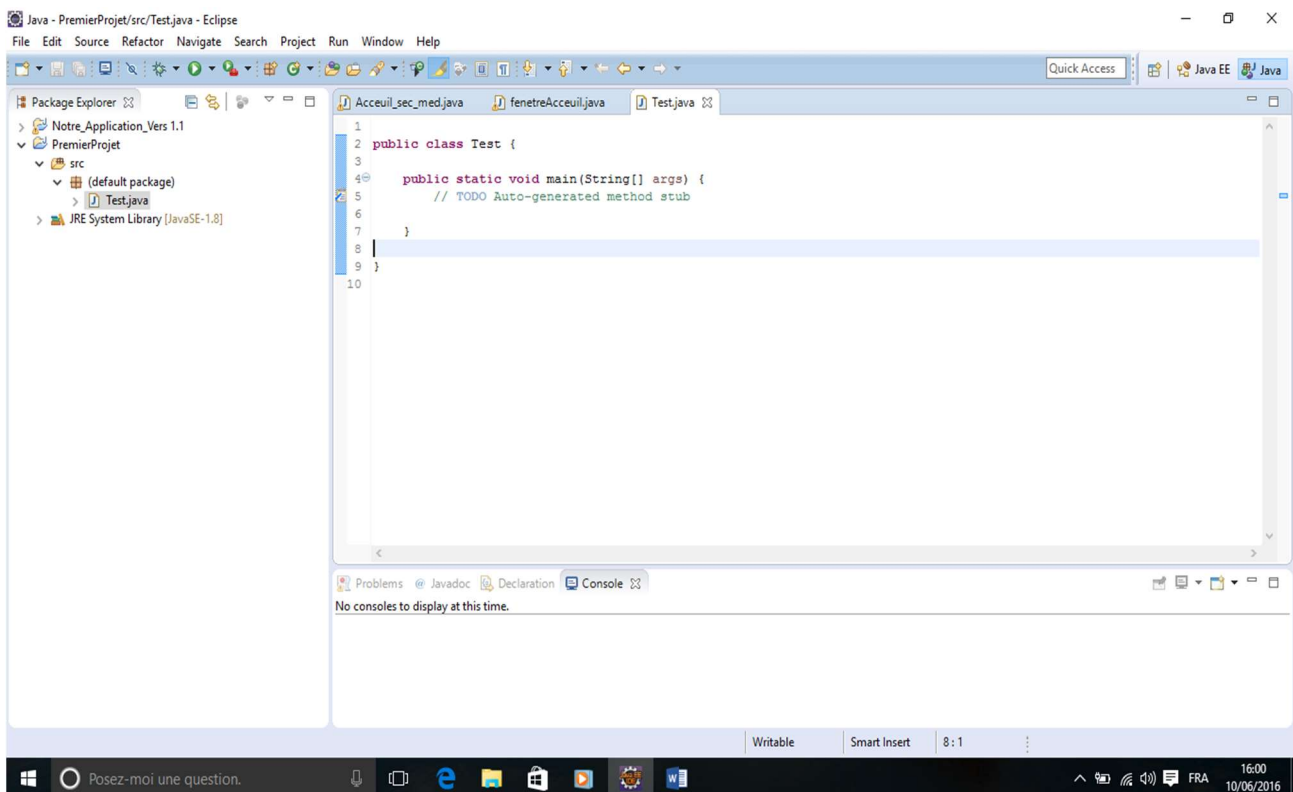 Java - PremierProjet/src/Test.java - Eclipse
File Edit Source Refactor Navigate Search Project Run Window Help
Quick Access Java EE Java
Package Explorer
Notre_Application_Vers 1.1
PremierProjet
src
(default package)
Test.java
JRE System Library [JavaSE-1.8]
Acceuil_sec_med.java fenetreAcceuil.java Test.java
1
2 public class Test {
3
4 public static void main(String[] args) {
5 // TODO Auto-generated method stub
6
7 }
8
9 }
10
Problems @ Javadoc Declaration Console
No consoles to display at this time.
Writable Smart Insert 8 : 1
Posez-moi une question.
FRA 16:00
10/06/2016